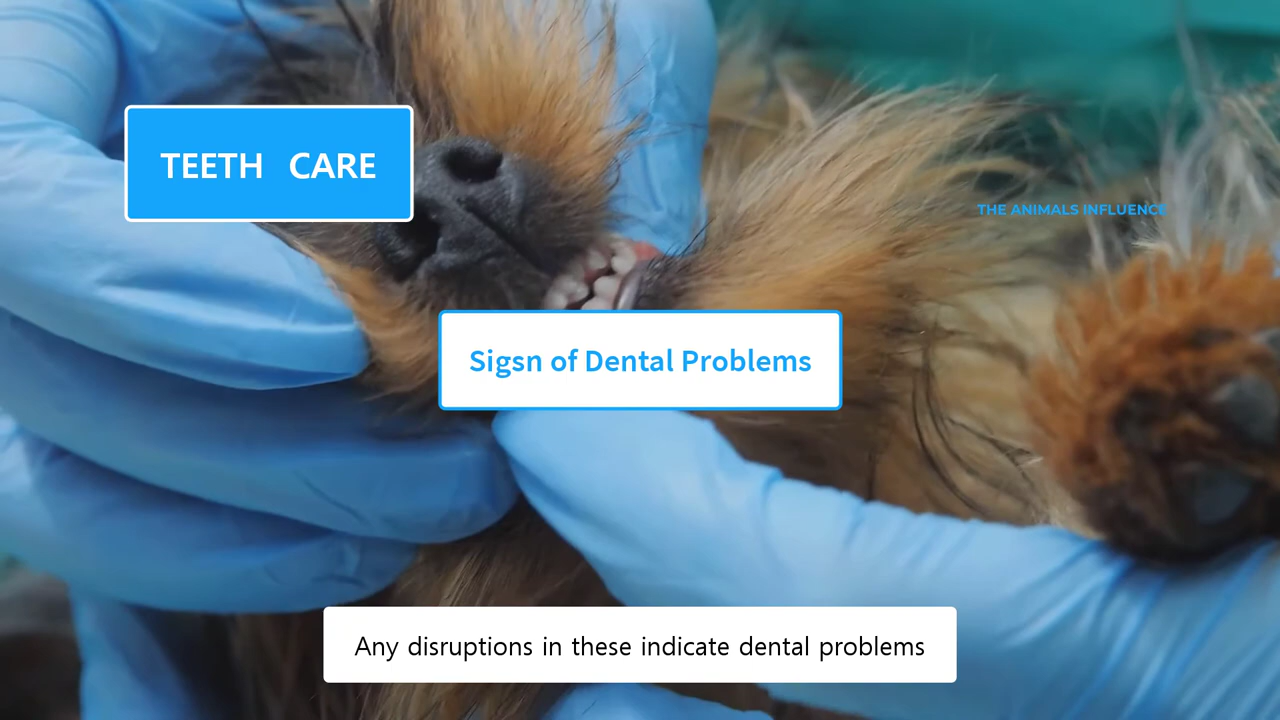 TEETH CARE
THE ANIMALS INFLUENCE
Sigsn of Dental Problems
Any disruptions in these indicate dental problems